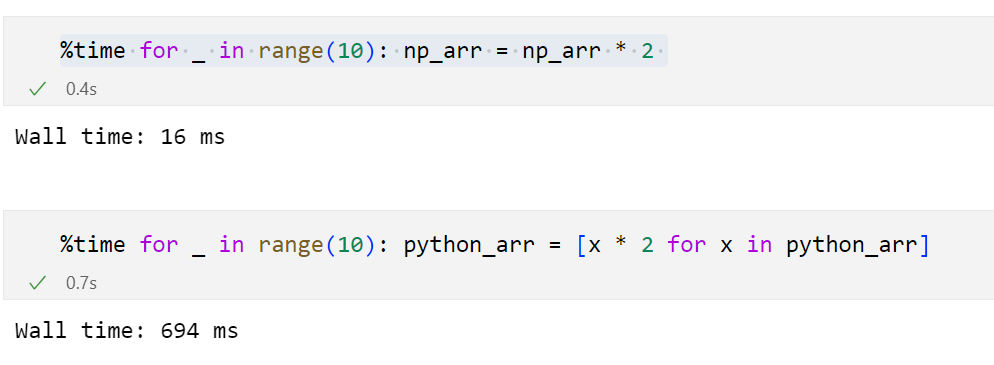 %time for _ in range(10): np_arr = np_arr * 2
0.4s
Wall time: 16 ms
%time for _ in range(10): python_arr = [x * 2 for x in python_arr]
0.7s
Wall time: 694 ms